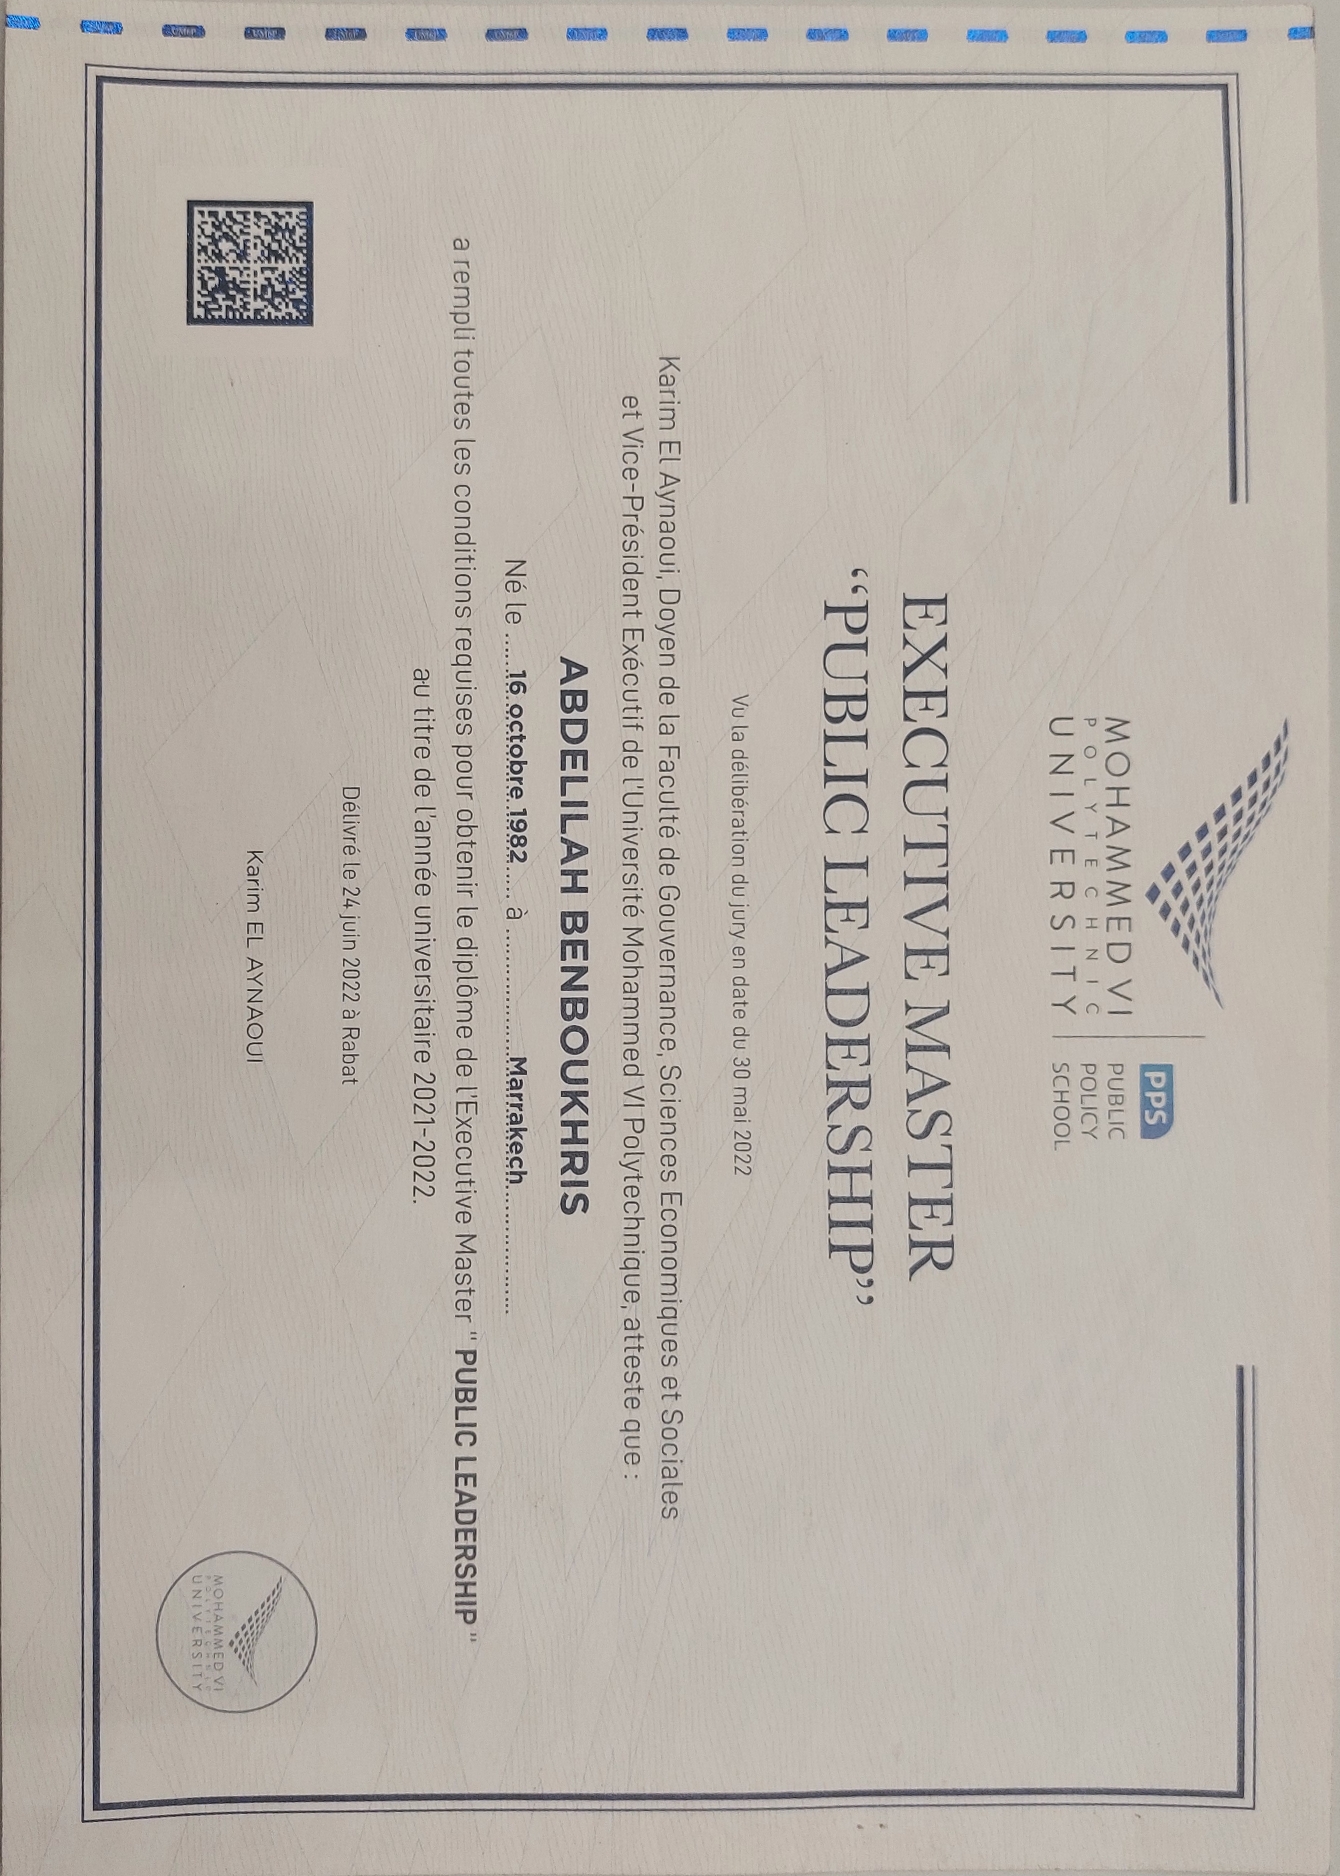 MOHAMMED VI
POLYTECHNIC
UNIVERSITY
PPS
PUBLIC
POLICY
SCHOOL
EXECUTIVE MASTER
“PUBLIC LEADERSHIP”
Vu la délibération du jury en date du 30 mai 2022
Karim El Aynaoui, Doyen de la Faculté de Gouvernance, Sciences Economiques et Sociales
et Vice-Président Exécutif de l'Université Mohammed VI Polytechnique, atteste que :
ABDELILAH BENBOUKHRIS
Né le ..... 16 octobre 1982 ..... à .................. Marrakech ...................
a rempli toutes les conditions requises pour obtenir le diplôme de l'Executive Master " PUBLIC LEADERSHIP "
au titre de l'année universitaire 2021-2022.
Délivré le 24 juin 2022 à Rabat
Karim EL AYNAOUI
MOHAMMED VI
POLYTECHNIC
UNIVERSITY